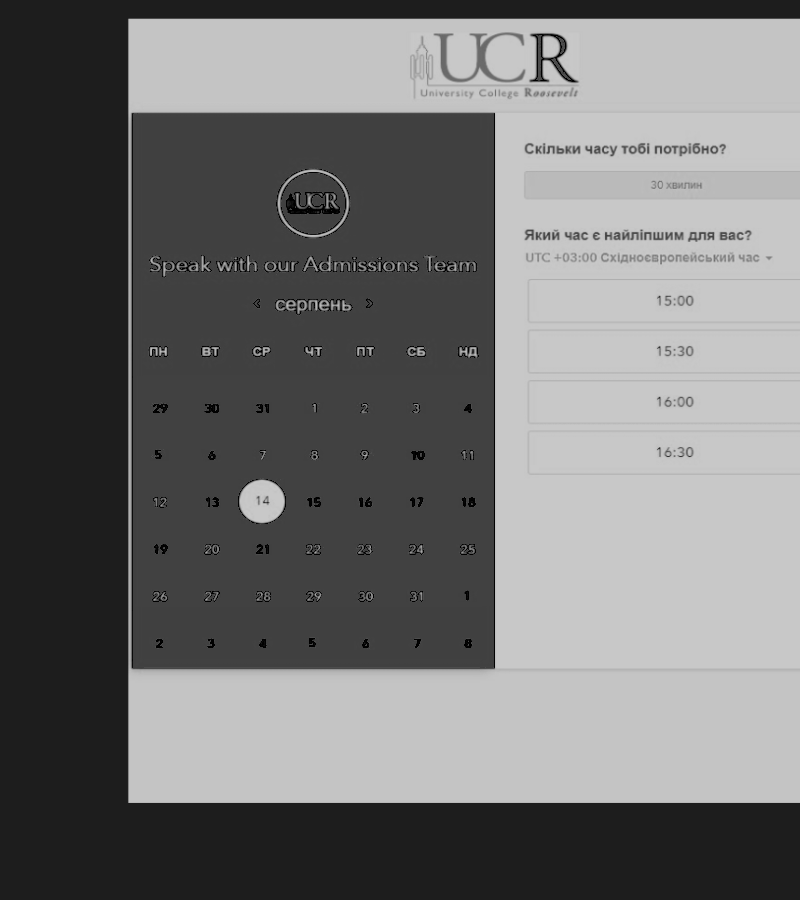 UCR
University College Roosevelt
UCR
Speak with our Admissions Team
< серпень >
ПН ВТ СР ЧТ ПТ СБ НД
29 30 31 1 2 3 4
5 6 7 8 9 10 11
12 13 14 15 16 17 18
19 20 21 22 23 24 25
26 27 28 29 30 31 1
2 3 4 5 6 7 8
Скільки часу тобі потрібно?
30 хвилин
Який час є найліпшим для вас?
UTC +03:00 Східноєвропейський час
15:00
15:30
16:00
16:30